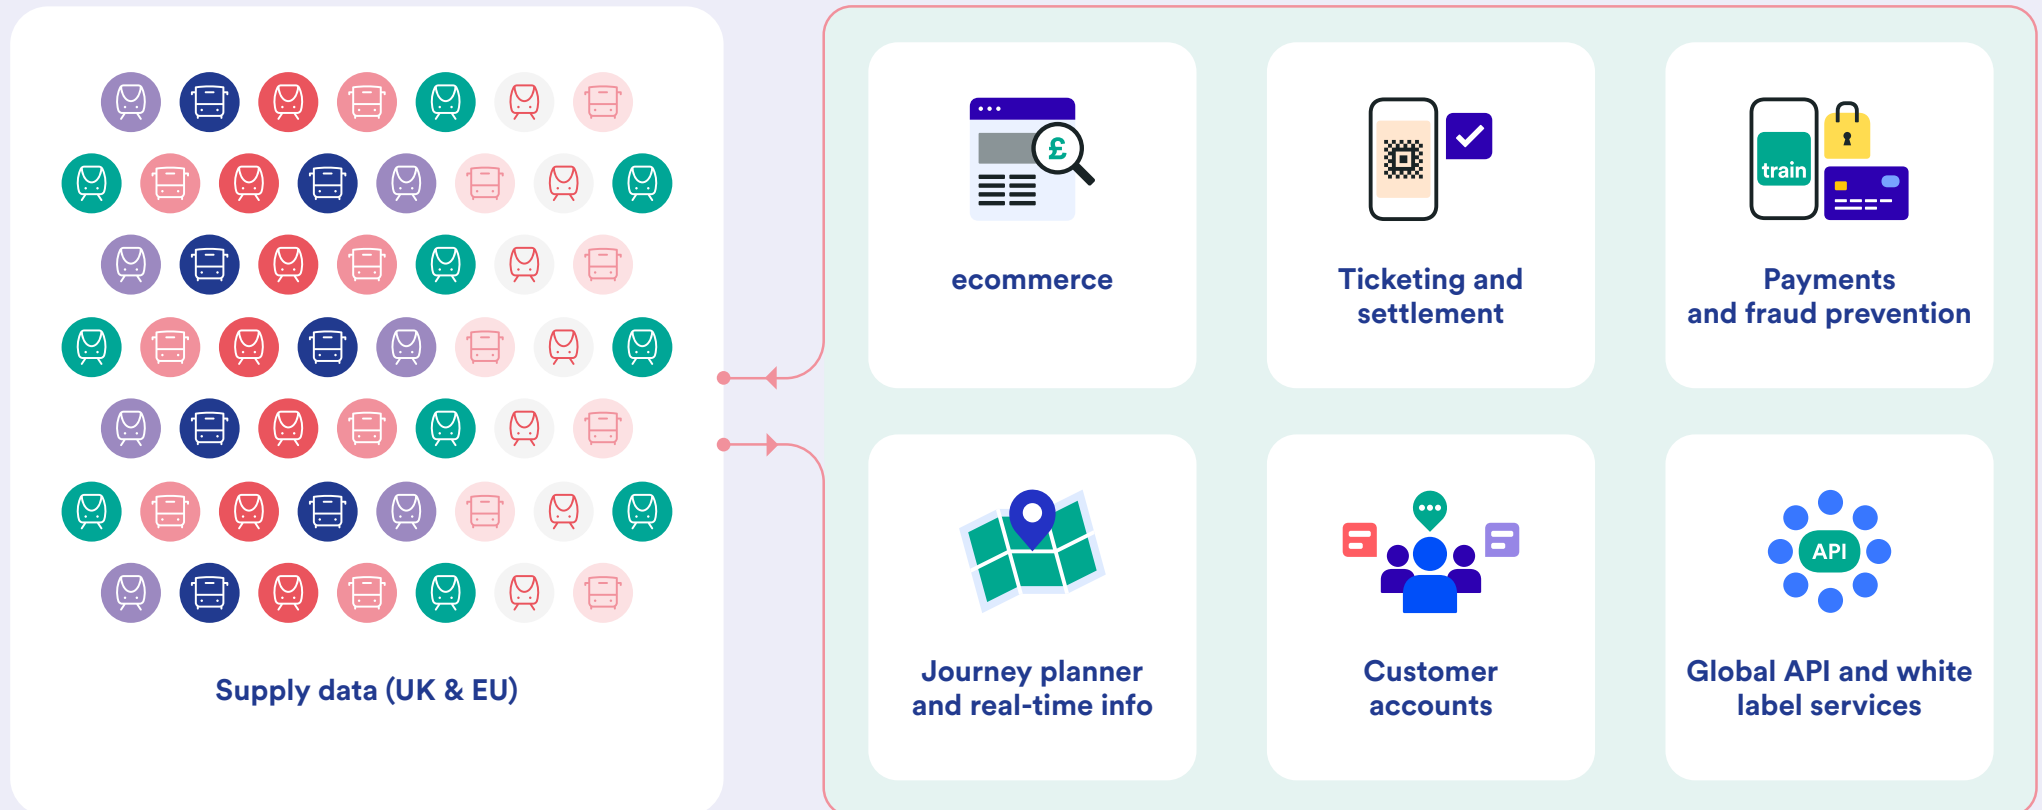 Supply data (UK & EU)
£
ecommerce
Ticketing and
settlement
train
Payments
and fraud prevention
Journey planner
and real-time info
Customer
accounts
API
Global API and white
label services